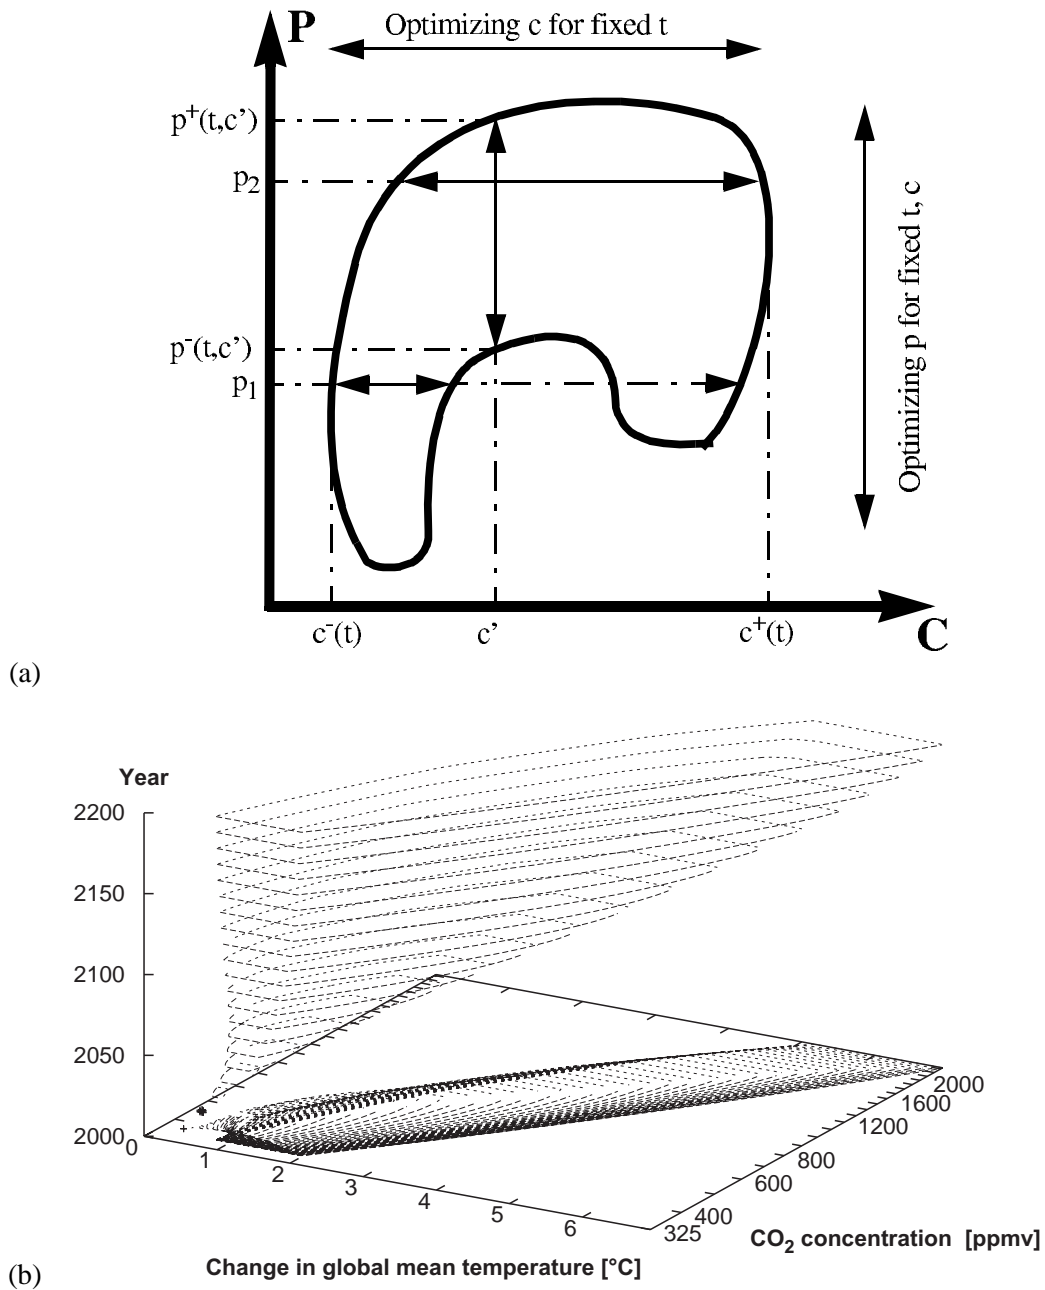 P
Optimizing c for fixed t
p⁺(t,c’)
p₂
p⁻(t,c’)
p₁
Optimizing p for fixed t, c
c⁻(t)
c’
c⁺(t)
C
(a)
Year
2200
2150
2100
2050
2000
0
1
2
3
4
5
6
325
400
600
800
1200
1600
2000
CO₂ concentration [ppmv]
Change in global mean temperature [°C]
(b)